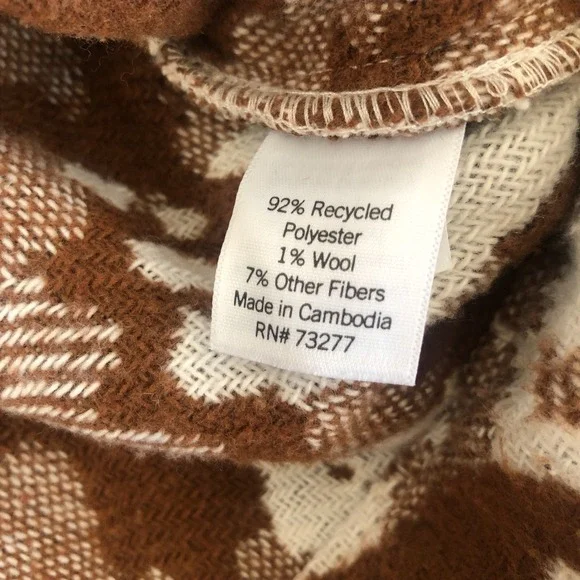 92% Recycled
Polyester
1% Wool
7% Other Fibers
Made in Cambodia
RN# 73277